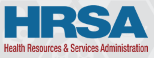 HRSA
Health Resources & Services Administration